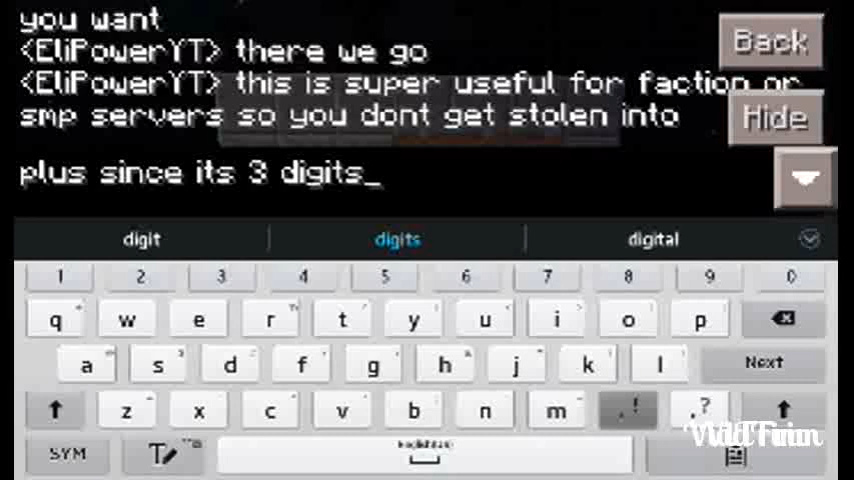 you want
<EliPowerYT> there we go
<EliPowerYT> this is super useful for faction or
smp servers so you dont get stolen into
plus since its 3 digits_
Back
Hide
digit digits digital
1 2 3 4 5 6 7 8 9 0
q w e r t y u i o p
a s d f g h j k l Next
z x c v b n m , ! . ?
SYM T English(US)